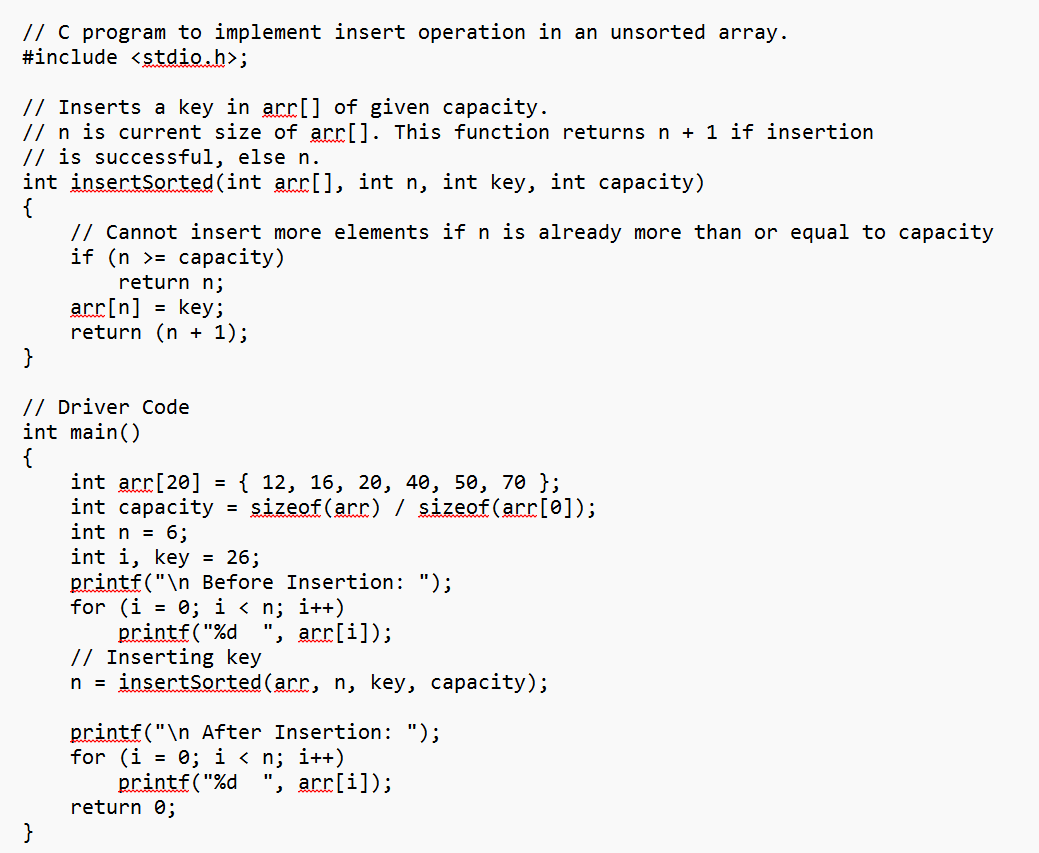 // C program to implement insert operation in an unsorted array.
#include <stdio.h>;

// Inserts a key in arr[] of given capacity.
// n is current size of arr[]. This function returns n + 1 if insertion
// is successful, else n.
int insertSorted(int arr[], int n, int key, int capacity)
{
    // Cannot insert more elements if n is already more than or equal to capacity
    if (n >= capacity)
        return n;
    arr[n] = key;
    return (n + 1);
}

// Driver Code
int main()
{
    int arr[20] = { 12, 16, 20, 40, 50, 70 };
    int capacity = sizeof(arr) / sizeof(arr[0]);
    int n = 6;
    int i, key = 26;
    printf("\n Before Insertion: ");
    for (i = 0; i < n; i++)
        printf("%d  ", arr[i]);
    // Inserting key
    n = insertSorted(arr, n, key, capacity);

    printf("\n After Insertion: ");
    for (i = 0; i < n; i++)
        printf("%d  ", arr[i]);
    return 0;
}